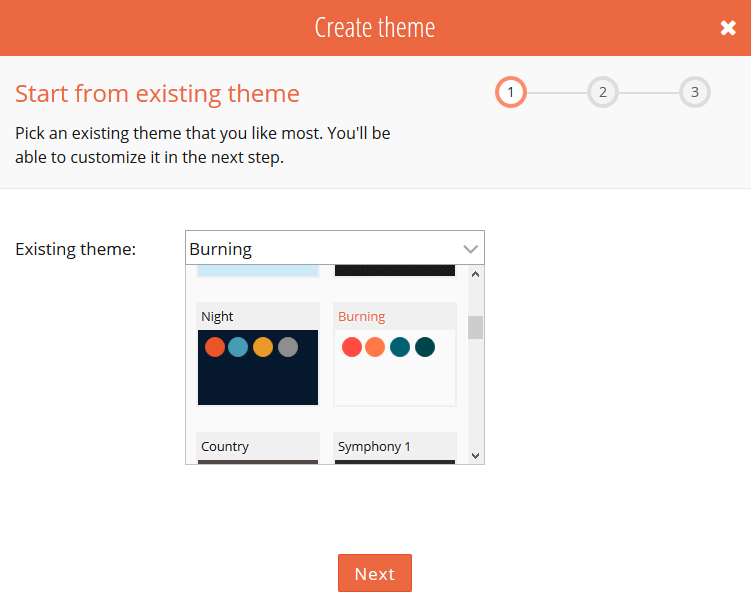 Create theme
Start from existing theme
1
2
3
Pick an existing theme that you like most. You'll be
able to customize it in the next step.
Existing theme:
Burning
Night
Burning
Country
Symphony 1
Next